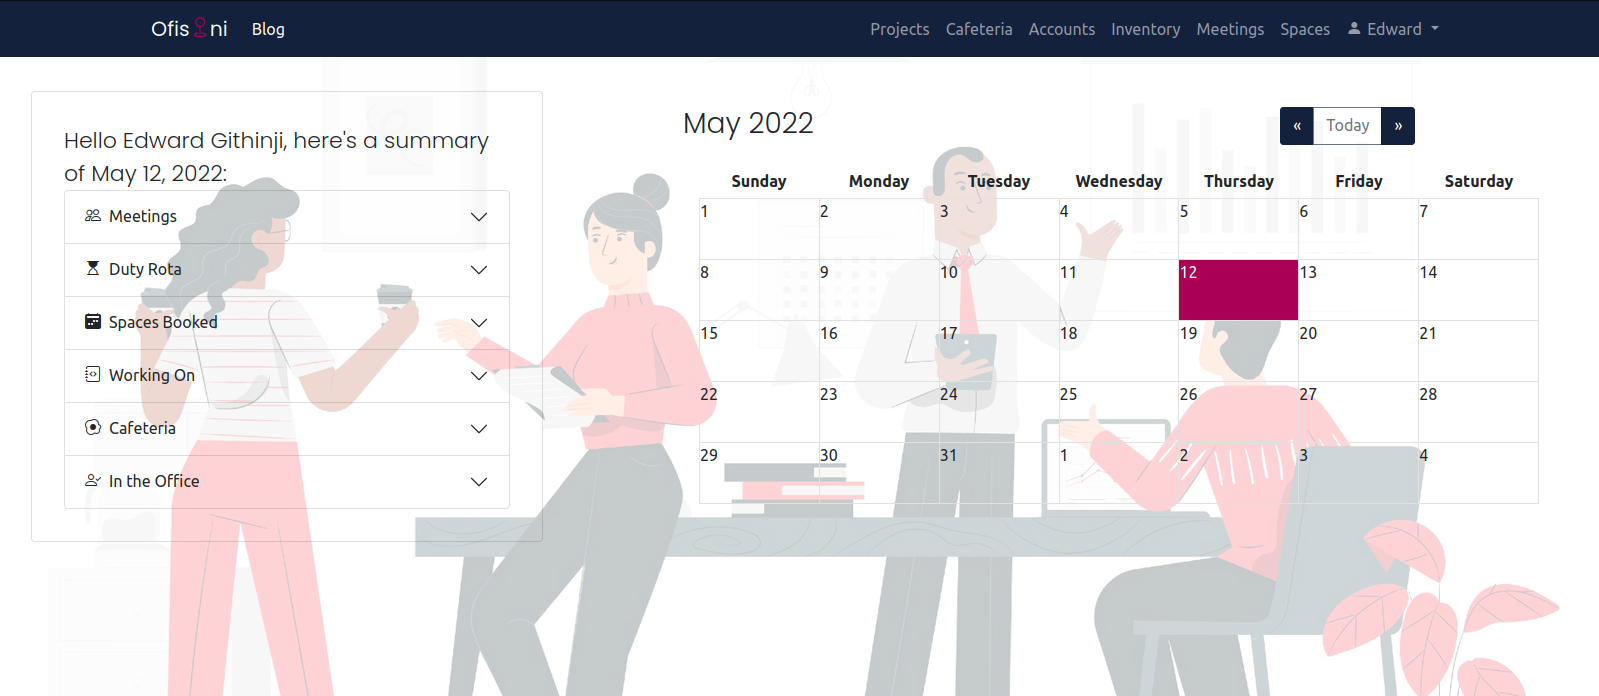 Ofis ni Blog Projects Cafeteria Accounts Inventory Meetings Spaces Edward
Hello Edward Githinji, here's a summary
of May 12, 2022:
Meetings
Duty Rota
Spaces Booked
Working On
Cafeteria
In the Office
May 2022 « Today »
Sunday Monday Tuesday Wednesday Thursday Friday Saturday
1 2 3 4 5 6 7
8 9 10 11 12 13 14
15 16 17 18 19 20 21
22 23 24 25 26 27 28
29 30 31 1 2 3 4